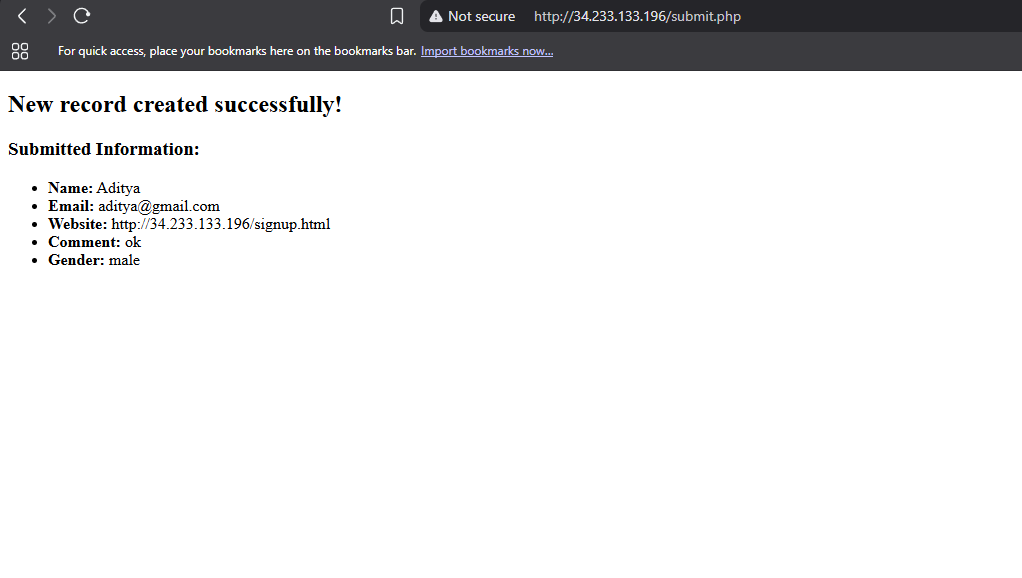 Not secure http://34.233.133.196/submit.php
For quick access, place your bookmarks here on the bookmarks bar. Import bookmarks now...
New record created successfully!
Submitted Information:
Name: Aditya
Email: aditya@gmail.com
Website: http://34.233.133.196/signup.html
Comment: ok
Gender: male